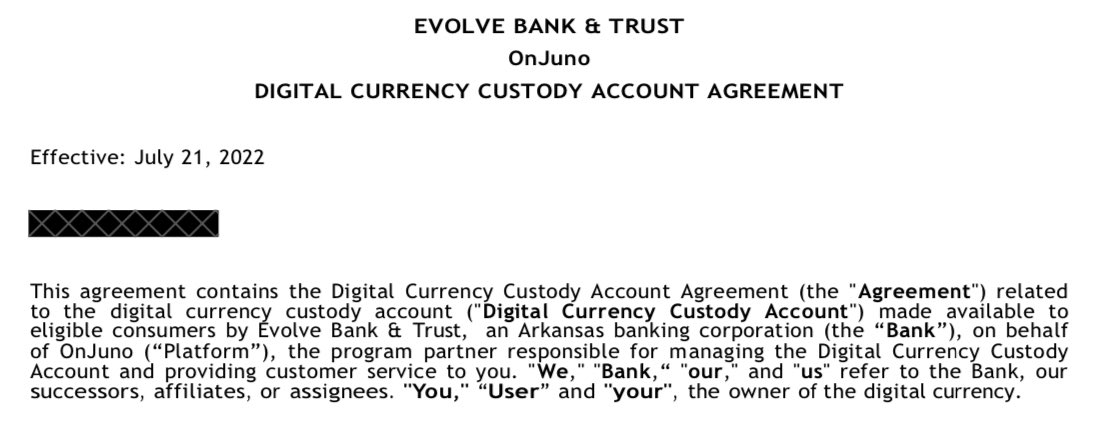 EVOLVE BANK & TRUST
OnJuno
DIGITAL CURRENCY CUSTODY ACCOUNT AGREEMENT
Effective: July 21, 2022
This agreement contains the Digital Currency Custody Account Agreement (the "Agreement") related
to the digital currency custody account ("Digital Currency Custody Account") made available to
eligible consumers by Evolve Bank & Trust, an Arkansas banking corporation (the “Bank”), on behalf
of OnJuno (“Platform”), the program partner responsible for managing the Digital Currency Custody
Account and providing customer service to you. "We," "Bank,“ "our," and "us" refer to the Bank, our
successors, affiliates, or assignees. "You," “User” and "your", the owner of the digital currency.